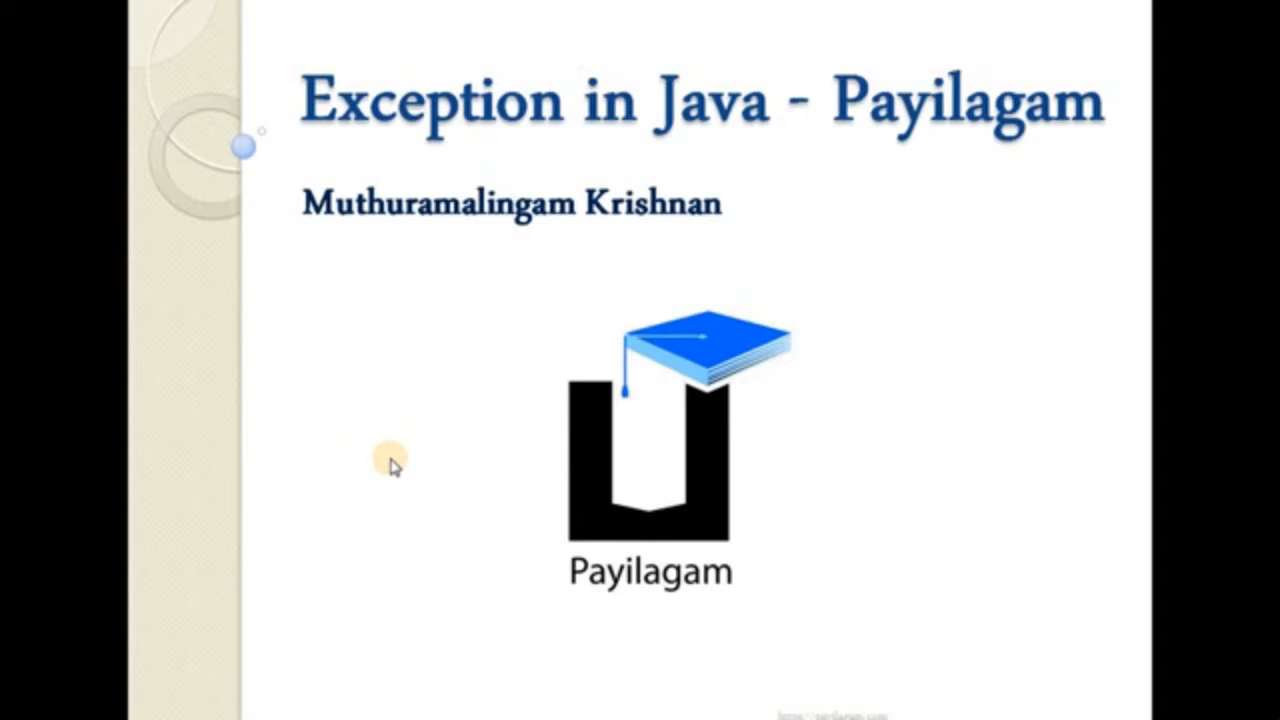 Exception in Java - Payilagam
Muthuramalingam Krishnan
Payilagam